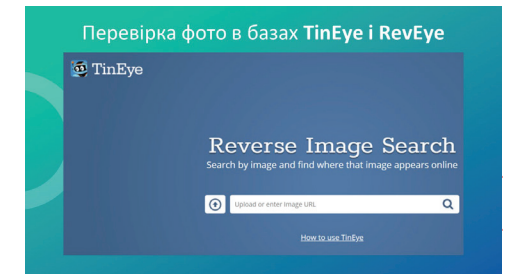 Перевірка фото в базах TinEye і RevEye
TinEye
Reverse Image Search
Search by image and find where that image appears online
Upload or enter Image URL
How to use TinEye